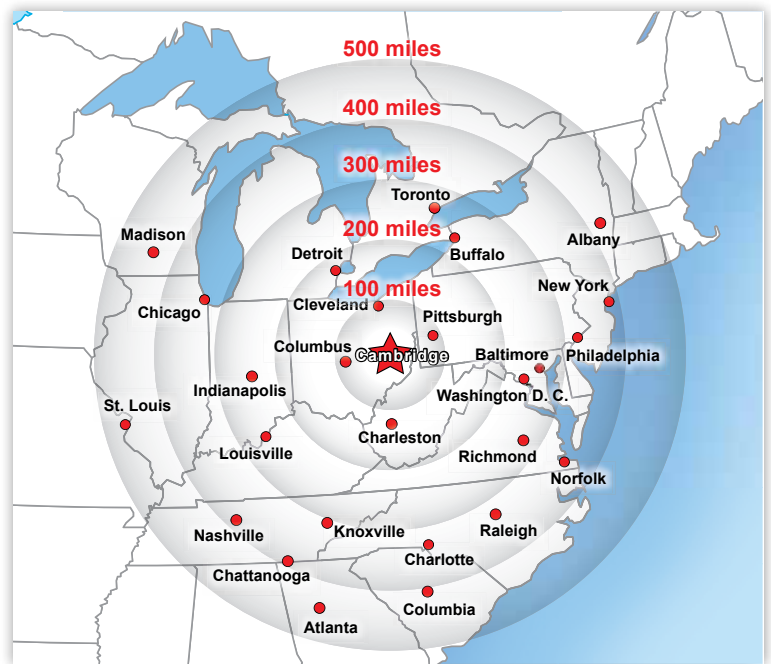 500 miles
400 miles
300 miles
Toronto
200 miles
Madison
Albany
Detroit
Buffalo
New York
100 miles
Cleveland
Chicago
Pittsburgh
Columbus
Cambridge
Baltimore
Philadelphia
Indianapolis
Washington D. C.
St. Louis
Charleston
Louisville
Richmond
Norfolk
Nashville
Knoxville
Raleigh
Charlotte
Chattanooga
Columbia
Atlanta